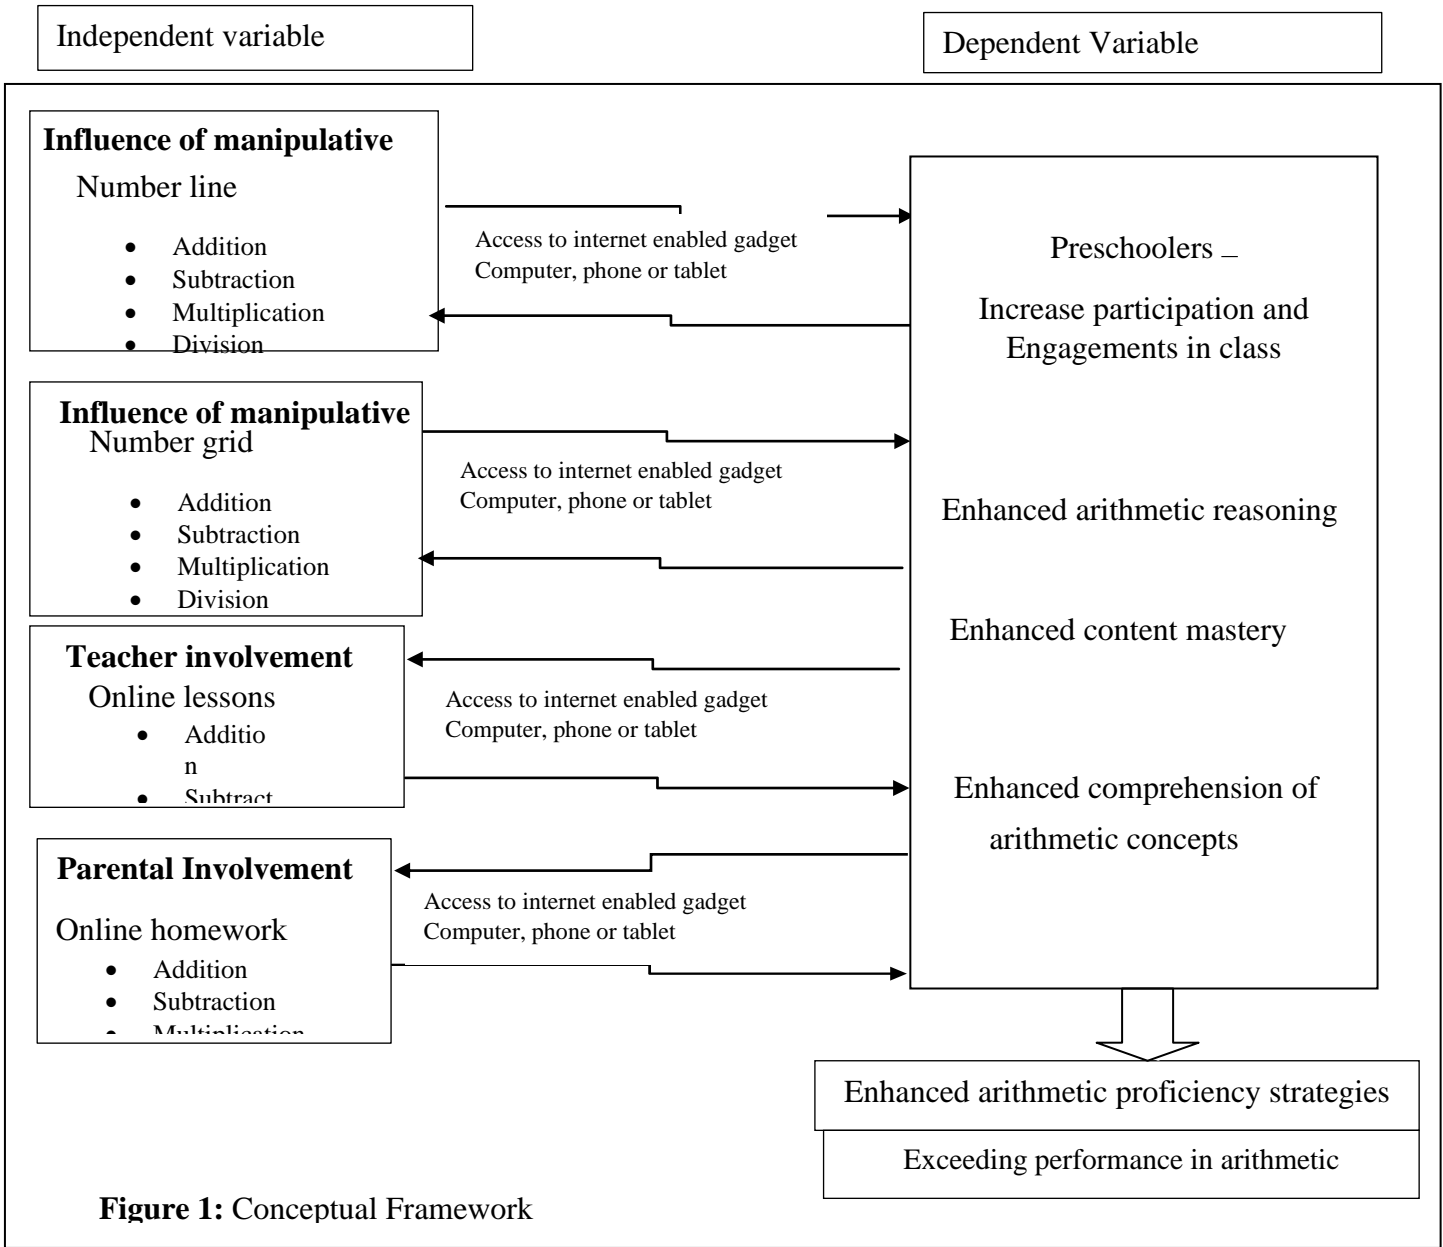 Independent variable
Dependent Variable
Influence of manipulative
Number line
• Addition
• Subtraction
• Multiplication
• Division
Access to internet enabled gadget
Computer, phone or tablet
Influence of manipulative
Number grid
• Addition
• Subtraction
• Multiplication
• Division
Access to internet enabled gadget
Computer, phone or tablet
Teacher involvement
Online lessons
• Additio
n
• Subtract
Access to internet enabled gadget
Computer, phone or tablet
Parental Involvement
Online homework
• Addition
• Subtraction
• Multiplication
Access to internet enabled gadget
Computer, phone or tablet
Preschoolers –
Increase participation and
Engagements in class
Enhanced arithmetic reasoning
Enhanced content mastery
Enhanced comprehension of
arithmetic concepts
Enhanced arithmetic proficiency strategies
Exceeding performance in arithmetic
Figure 1: Conceptual Framework